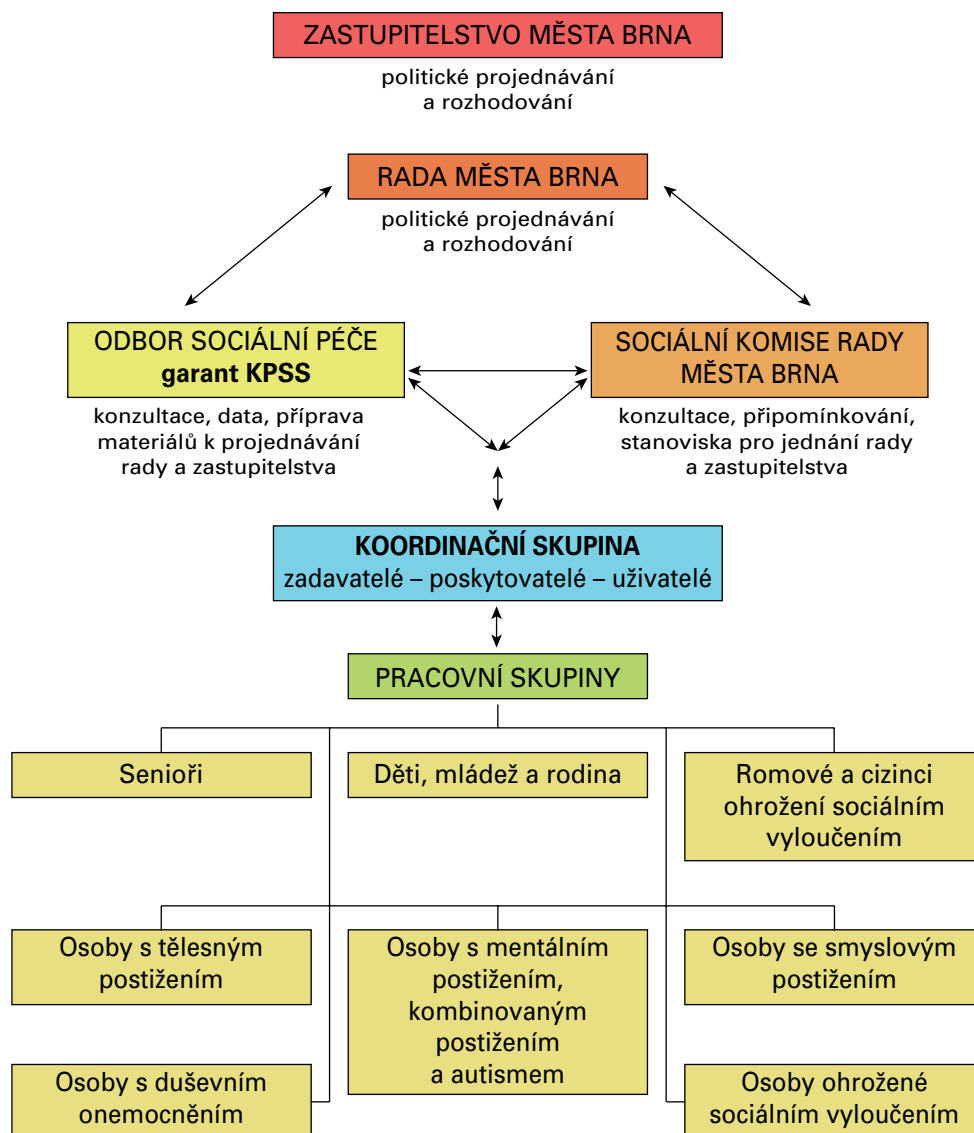 ZASTUPITELSTVO MĚSTA BRNA
politické projednávání
a rozhodování
RADA MĚSTA BRNA
politické projednávání
a rozhodování
ODBOR SOCIÁLNÍ PÉČE
garant KPSS
konzultace, data, příprava
materiálů k projednávání
rady a zastupitelstva
SOCIÁLNÍ KOMISE RADY
MĚSTA BRNA
konzultace, připomínkování,
stanoviska pro jednání rady
a zastupitelstva
KOORDINAČNÍ SKUPINA
zadavatelé – poskytovatelé – uživatelé
PRACOVNÍ SKUPINY
Senioři
Děti, mládež a rodina
Romové a cizinci
ohrožení sociálním
vyloučením
Osoby s tělesným
postižením
Osoby s mentálním
postižením,
kombinovaným
postižením
a autismem
Osoby se smyslovým
postižením
Osoby s duševním
onemocněním
Osoby ohrožené
sociálním vyloučením